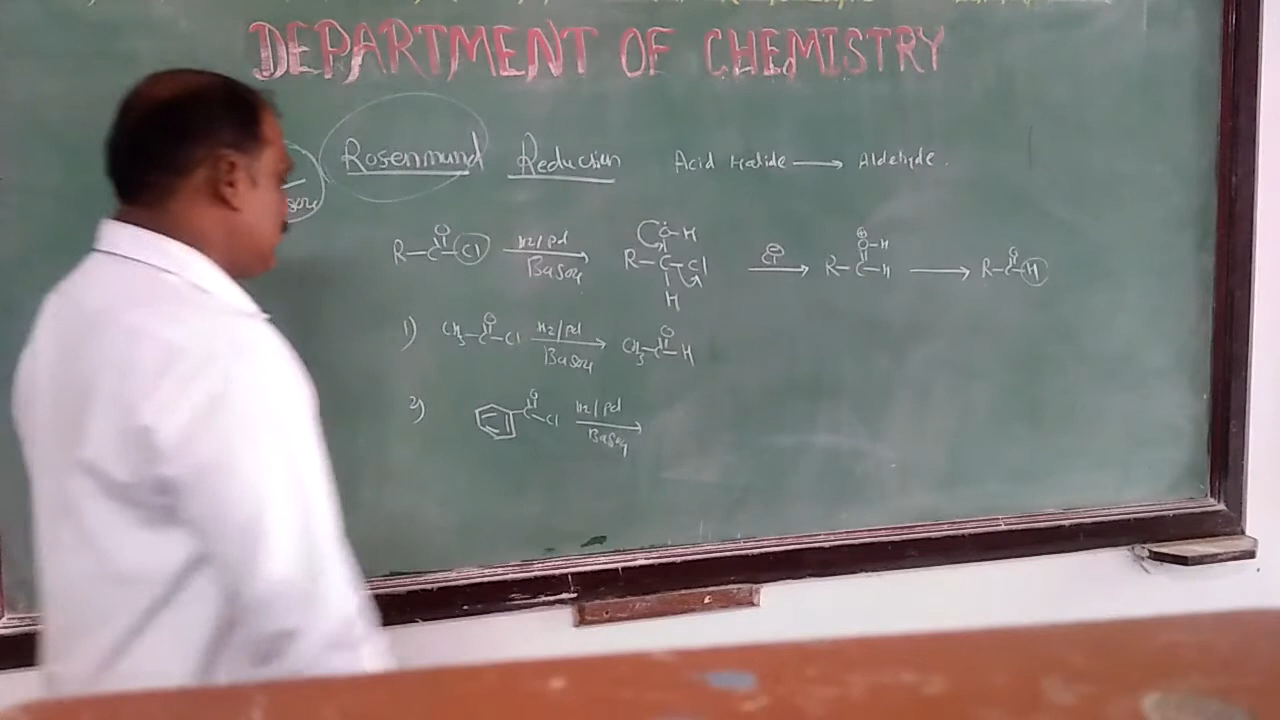 DEPARTMENT OF CHEMISTRY
Rosenmund Reduction Acid Halide ⟶ Aldehyde.
R–C(=O)–Cl —H2/pd, BaSO4→ R–C(O–H)(H)–Cl —Cl⊖→ R–C(=O⊕–H)–H ⟶ R–C(=O)–H
1) CH3–C(=O)–Cl —H2/pd, BaSO4→ CH3–C(=O)–H
2) C(=O)–Cl —H2/pd, BaSO4→